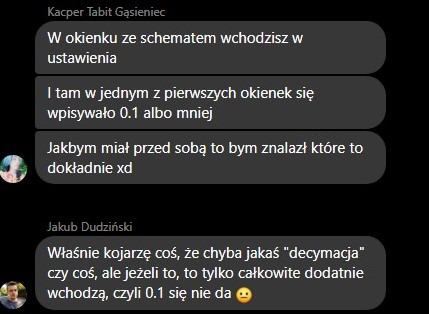 Kacper Tabit Gąsieniec
W okienku ze schematem wchodzisz w
ustawienia
I tam w jednym z pierwszych okienek się
wpisywało 0.1 albo mniej
Jakbym miał przed sobą to bym znalazł które to
dokładnie xd
Jakub Dudziński
Właśnie kojarzę coś, że chyba jakaś "decymacja"
czy coś, ale jeżeli to, to tylko całkowite dodatnie
wchodzą, czyli 0.1 się nie da 😐